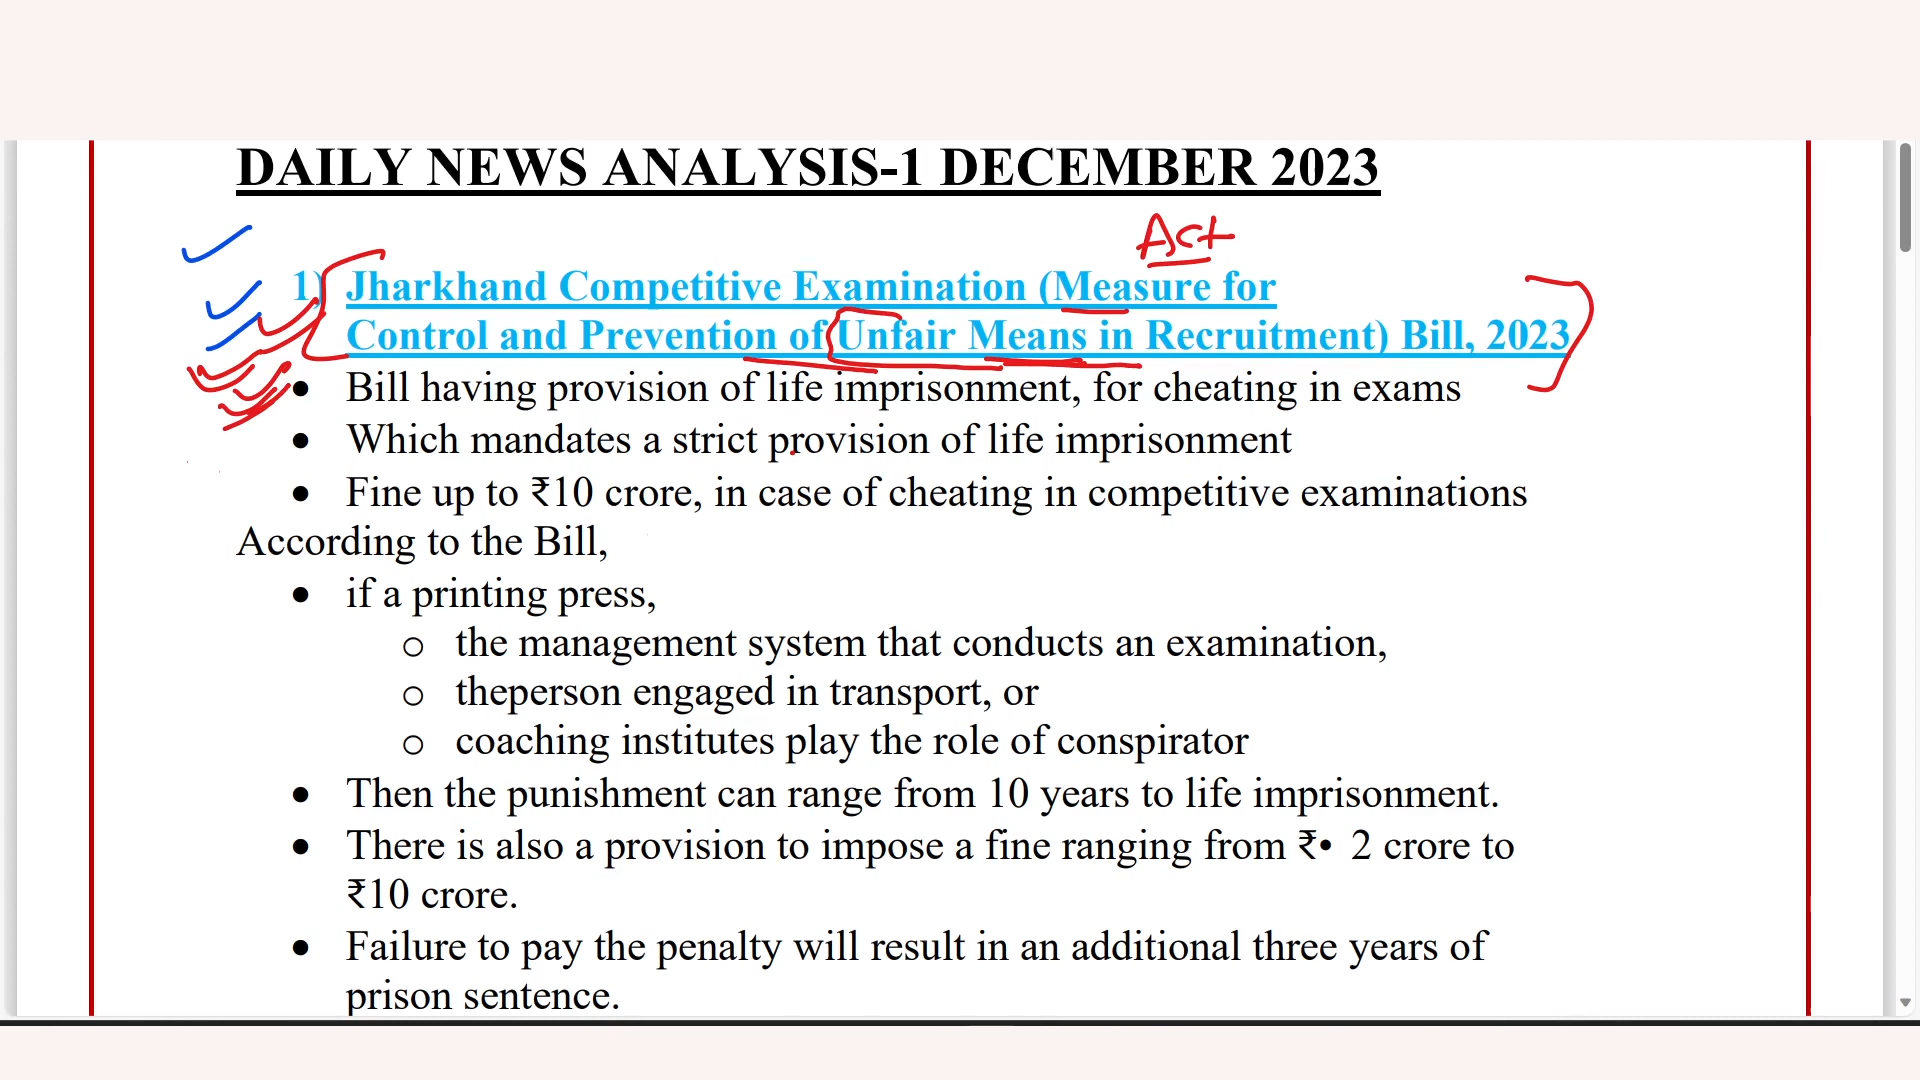 DAILY NEWS ANALYSIS-1 DECEMBER 2023
Act
1) Jharkhand Competitive Examination (Measure for
Control and Prevention of Unfair Means in Recruitment) Bill, 2023
• Bill having provision of life imprisonment, for cheating in exams
• Which mandates a strict provision of life imprisonment
• Fine up to ₹10 crore, in case of cheating in competitive examinations
According to the Bill,
• if a printing press,
o the management system that conducts an examination,
o theperson engaged in transport, or
o coaching institutes play the role of conspirator
• Then the punishment can range from 10 years to life imprisonment.
• There is also a provision to impose a fine ranging from ₹• 2 crore to
₹10 crore.
• Failure to pay the penalty will result in an additional three years of
prison sentence.